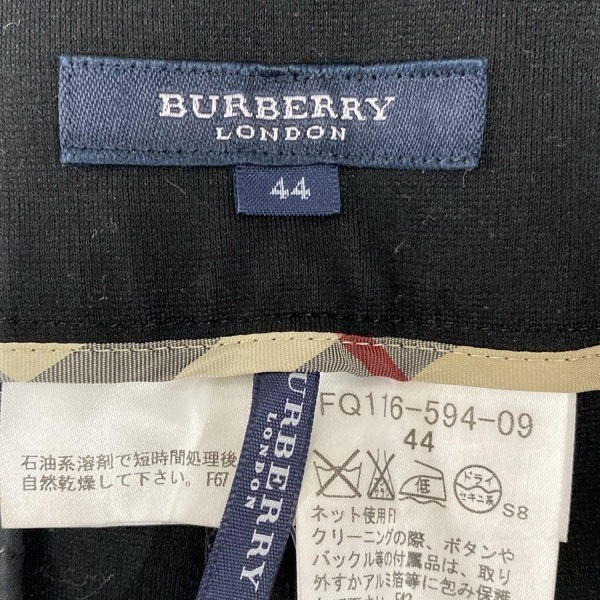 BURBERRY
LONDON
44
石油系溶剤で短時間処理後
自然乾燥して下さい。 F67
BURBERRY
LONDON
FQ116-594-09
44
低
ドライ
セキユ系
S8
ネット使用F1
クリーニングの際、ボタンや
バックル等の付属品は、取り
外すかアルミ箔等に包み保護